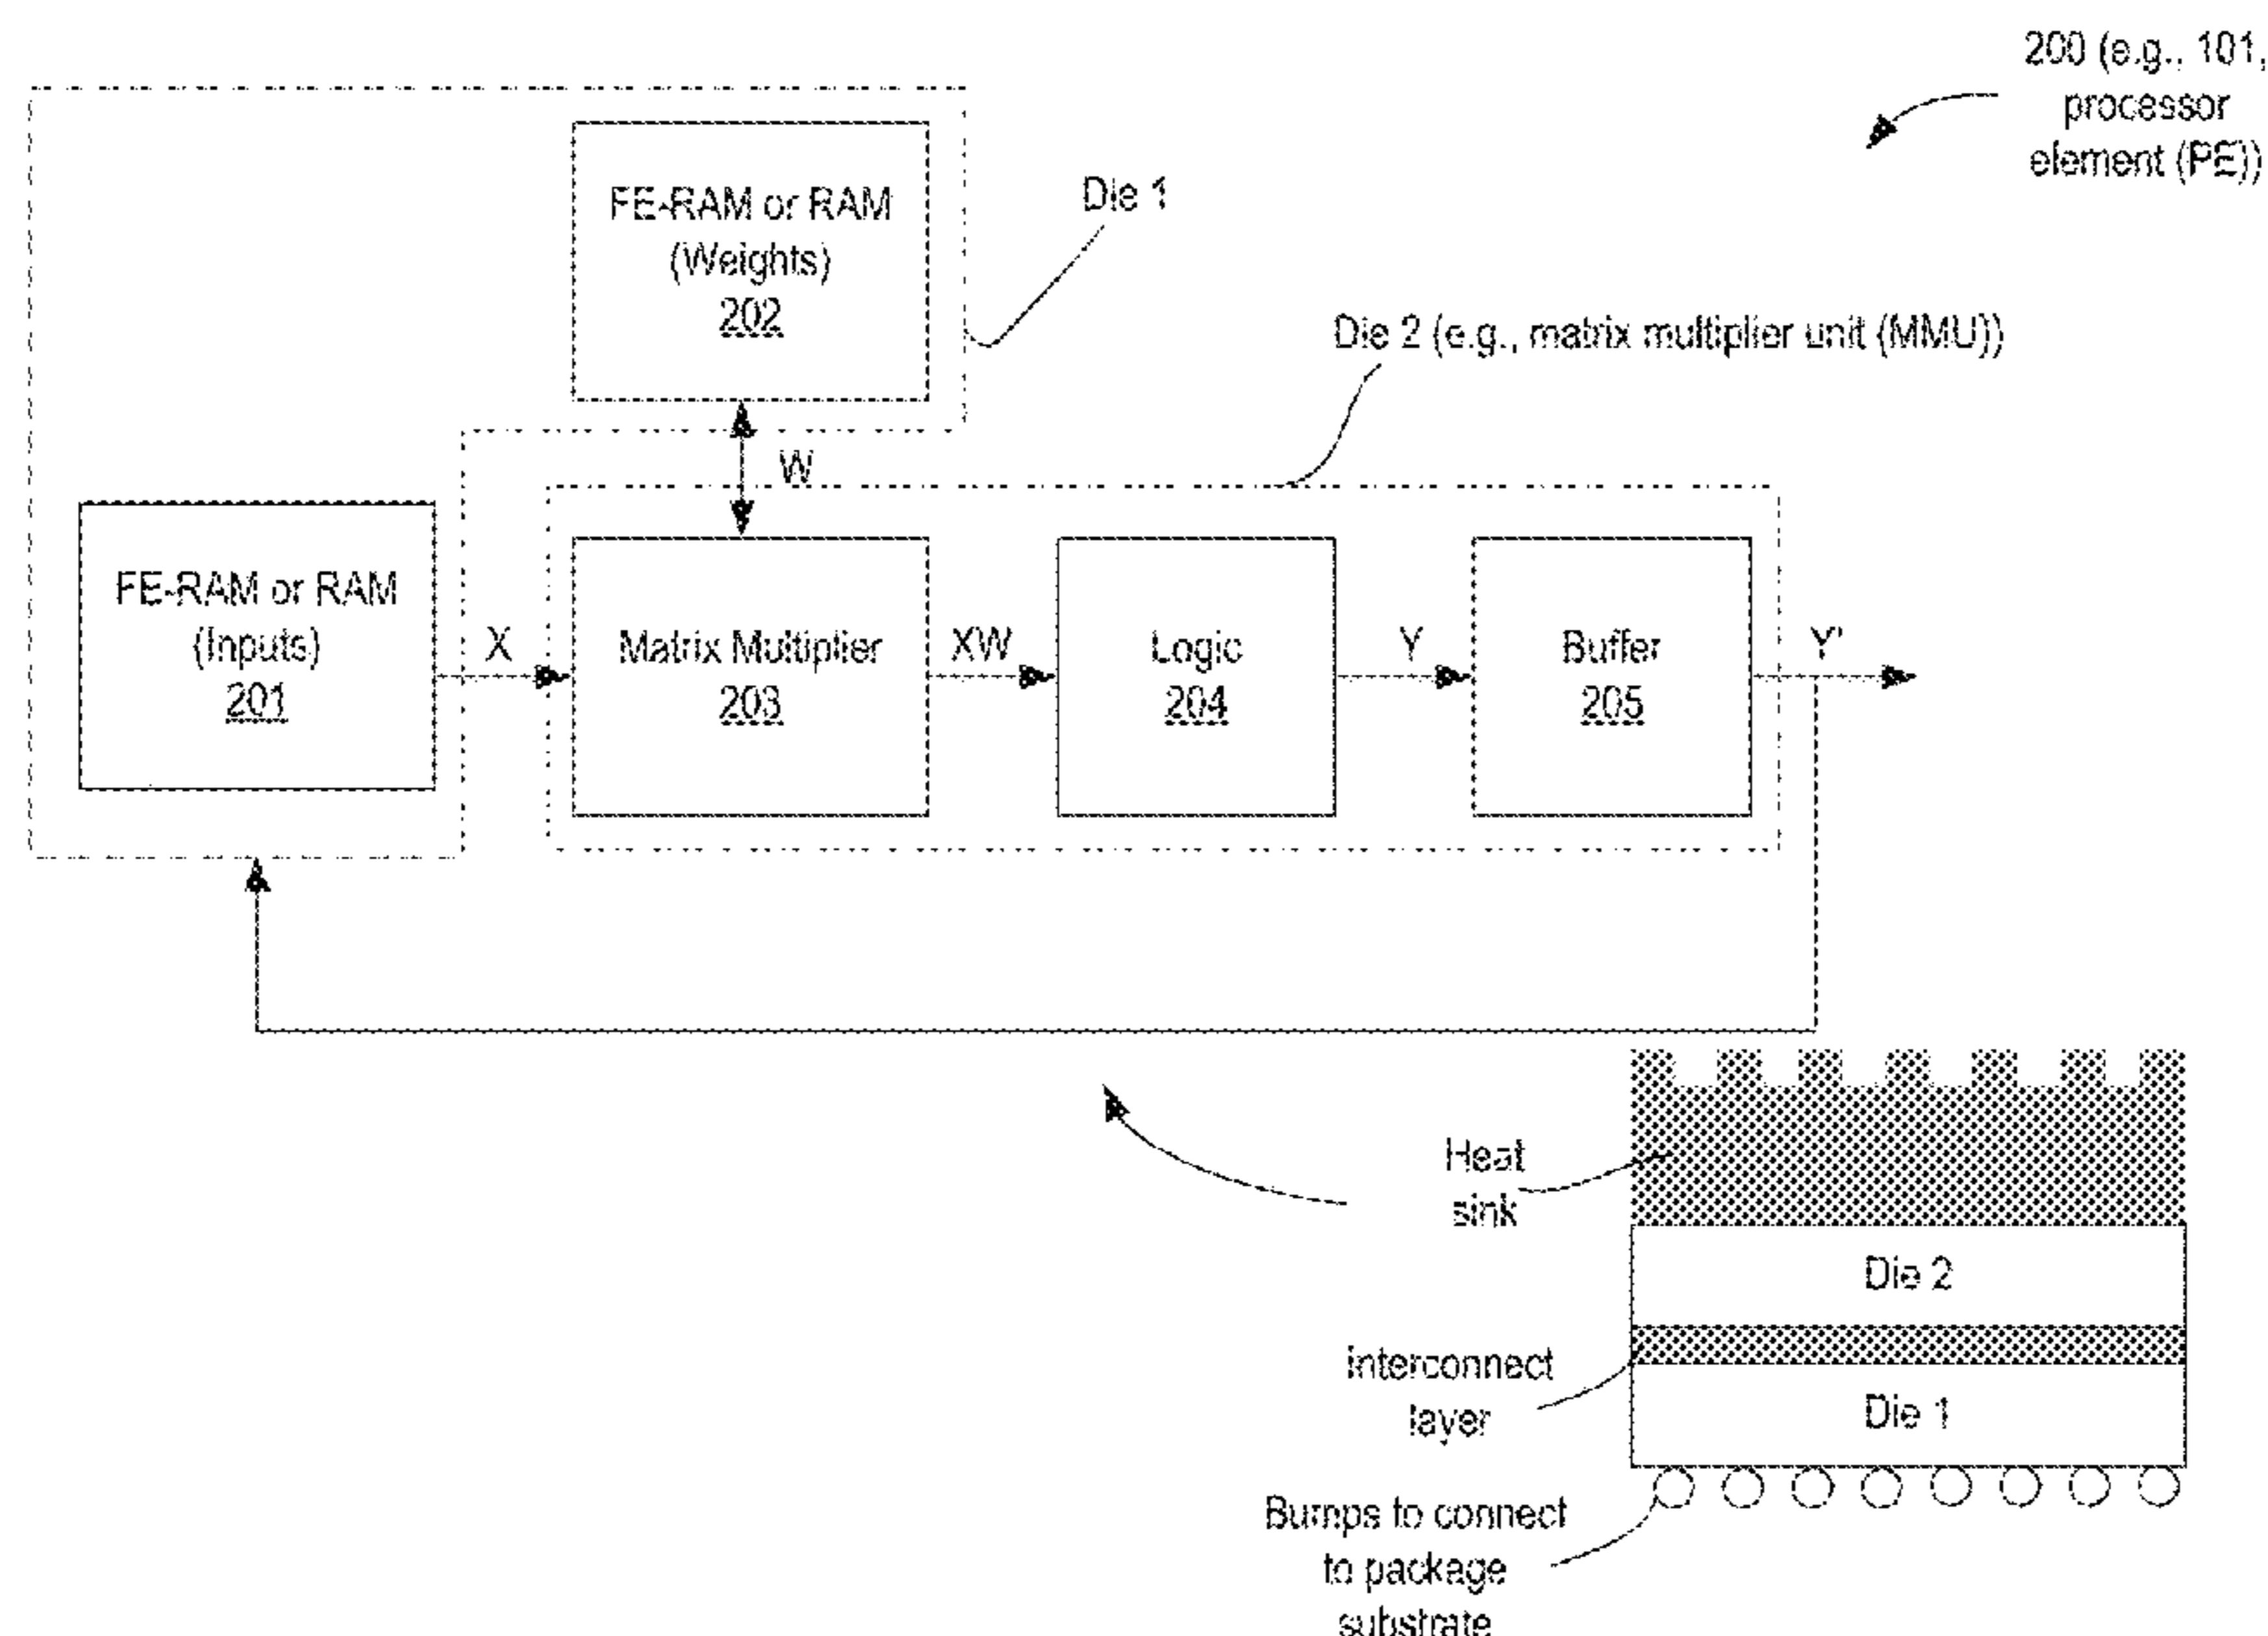 200 (e.g., 101,
processor
element (PE))
FE-RAM or RAM
(Weights)
202
Die 1
Die 2 (e.g., matrix multiplier unit (MMU))
W
FE-RAM or RAM
(Inputs)
201
X
Matrix Multiplier
203
XW
Logic
204
Y
Buffer
205
Y'
Heat
sink
Die 2
interconnect
layer
Die 1
Bumps to connect
to package
substrate